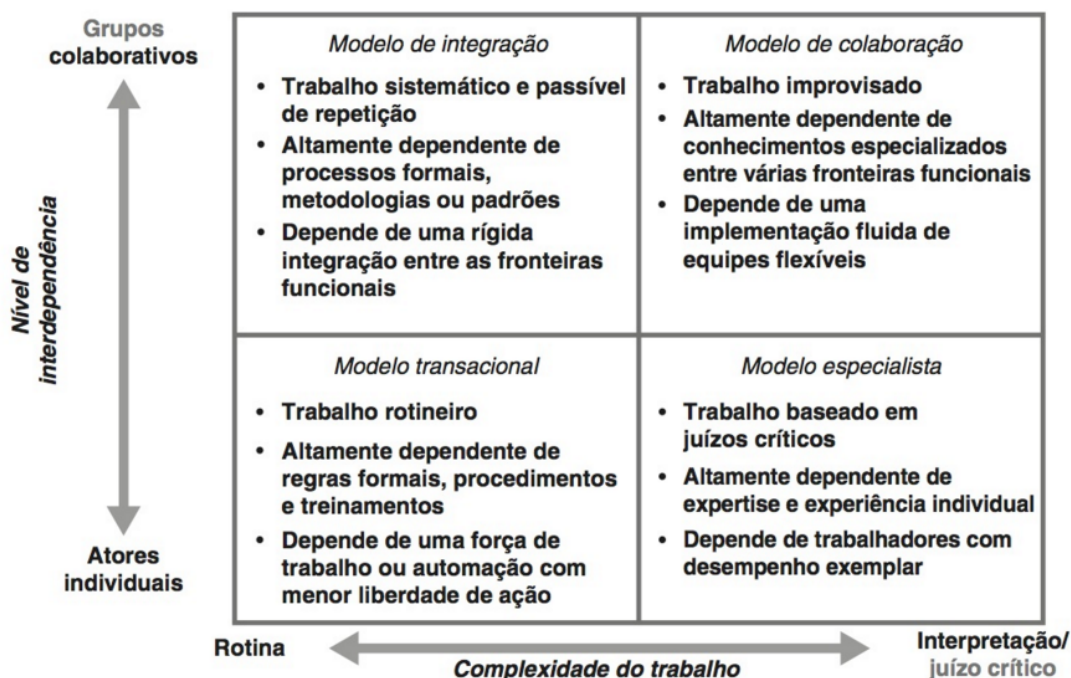 Grupos
colaborativos
Nível de
interdependência
Atores
individuais
Modelo de integração
• Trabalho sistemático e passível
de repetição
• Altamente dependente de
processos formais,
metodologias ou padrões
• Depende de uma rígida
integração entre as fronteiras
funcionais
Modelo de colaboração
• Trabalho improvisado
• Altamente dependente de
conhecimentos especializados
entre várias fronteiras funcionais
• Depende de uma
implementação fluida de
equipes flexíveis
Modelo transacional
• Trabalho rotineiro
• Altamente dependente de
regras formais, procedimentos
e treinamentos
• Depende de uma força de
trabalho ou automação com
menor liberdade de ação
Modelo especialista
• Trabalho baseado em
juízos críticos
• Altamente dependente de
expertise e experiência individual
• Depende de trabalhadores com
desempenho exemplar
Rotina
Complexidade do trabalho
Interpretação/
juízo crítico